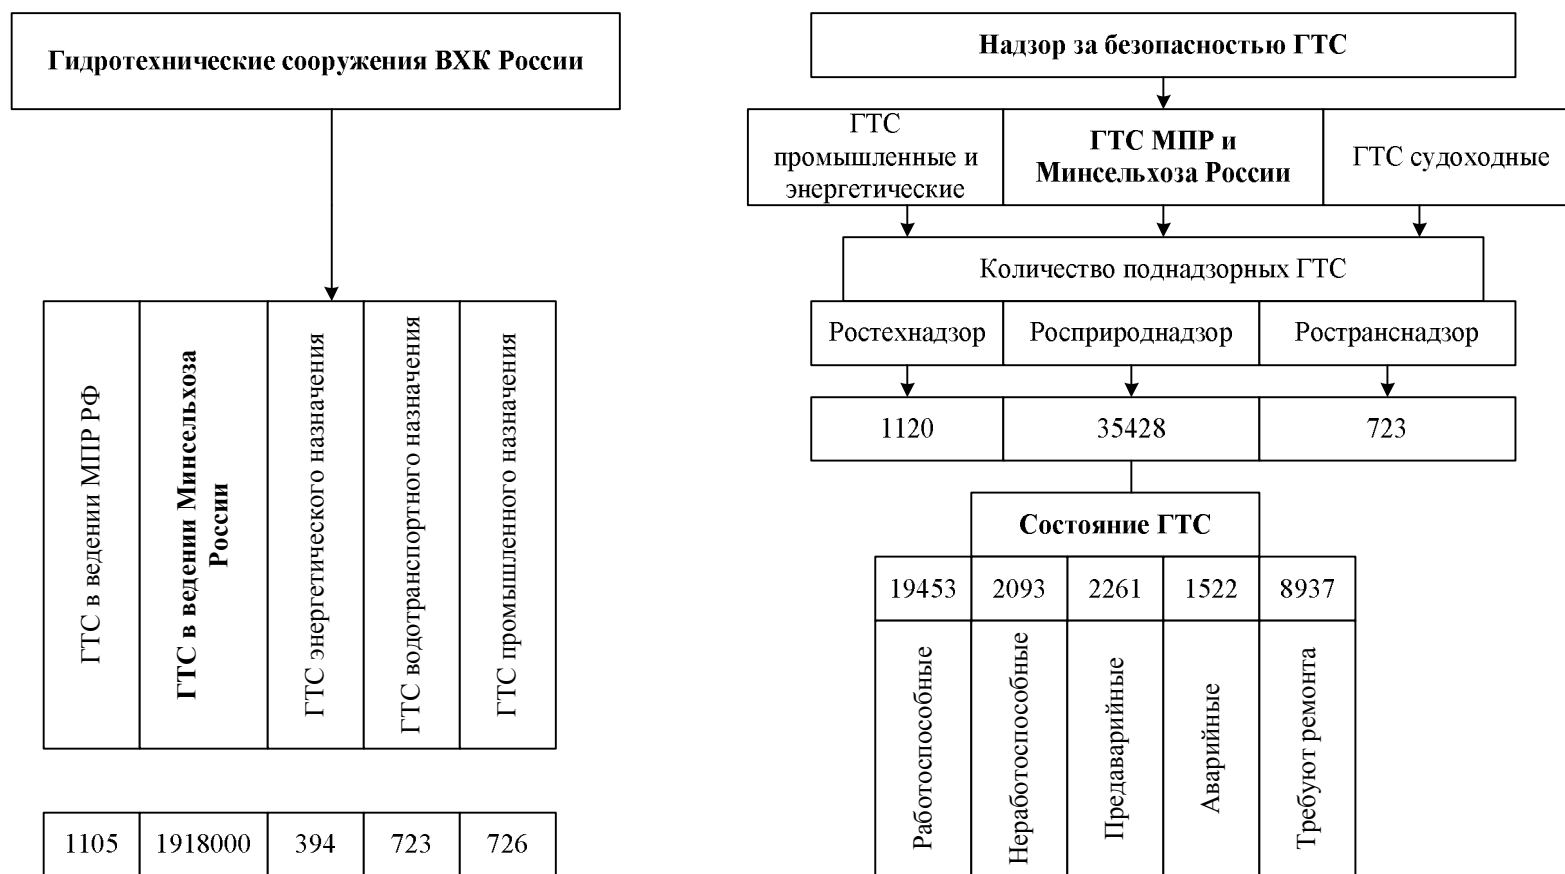 Гидротехнические сооружения ВХК России
ГТС в ведении МПР РФ
ГТС в ведении Минсельхоза
России
ГТС энергетического назначения
ГТС водотранспортного назначения
ГТС промышленного назначения
1105
1918000
394
723
726
Надзор за безопасностью ГТС
ГТС
промышленные и
энергетические
ГТС МПР и
Минсельхоза России
ГТС судоходные
Количество поднадзорных ГТС
Ростехнадзор
Росприроднадзор
Ространснадзор
1120
35428
723
Состояние ГТС
19453
2093
2261
1522
8937
Работоспособные
Неработоспособные
Предаварийные
Аварийные
Требуют ремонта